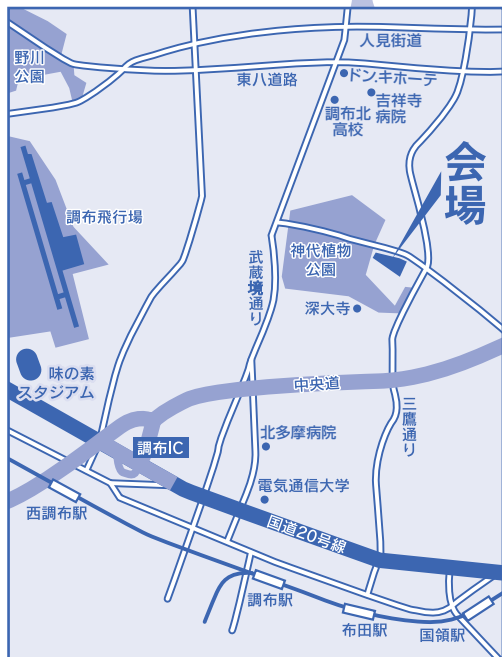 人見街道
野川
公園
東八道路
ドン.キホーテ
吉祥寺
病院
調布北
高校
会場
調布飛行場
神代植物
公園
武蔵境通り
深大寺
味の素
スタジアム
中央道
三鷹通り
北多摩病院
調布IC
電気通信大学
西調布駅
国道20号線
調布駅
布田駅
国領駅